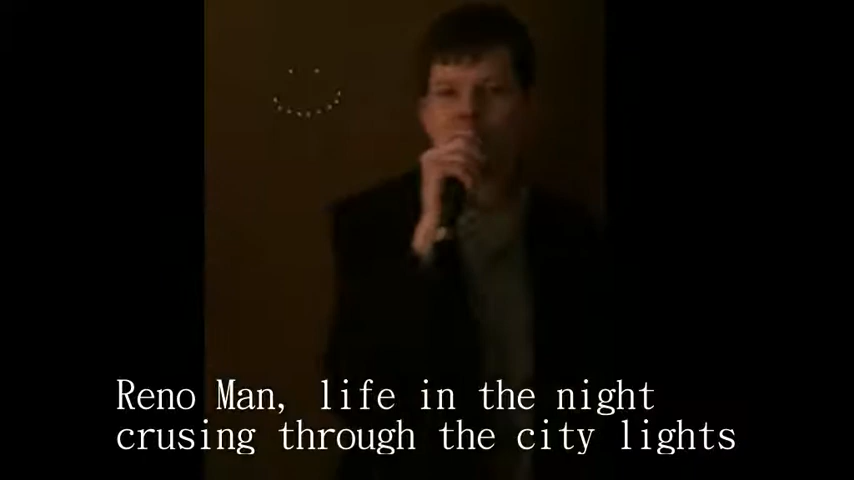 Reno Man, life in the night
crusing through the city lights